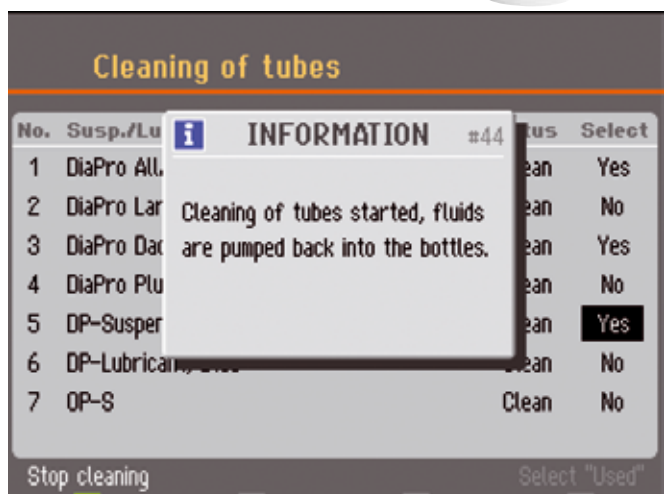 Cleaning of tubes
No. Susp./Lu tus Select
INFORMATION #44
Cleaning of tubes started, fluids
are pumped back into the bottles.
1 DiaPro All. ean Yes
2 DiaPro Lar ean No
3 DiaPro Dac ean Yes
4 DiaPro Plu ean No
5 DP-Susper ean Yes
6 DP-Lubrica ean No
7 OP-S Clean No
Stop cleaning Select "Used"